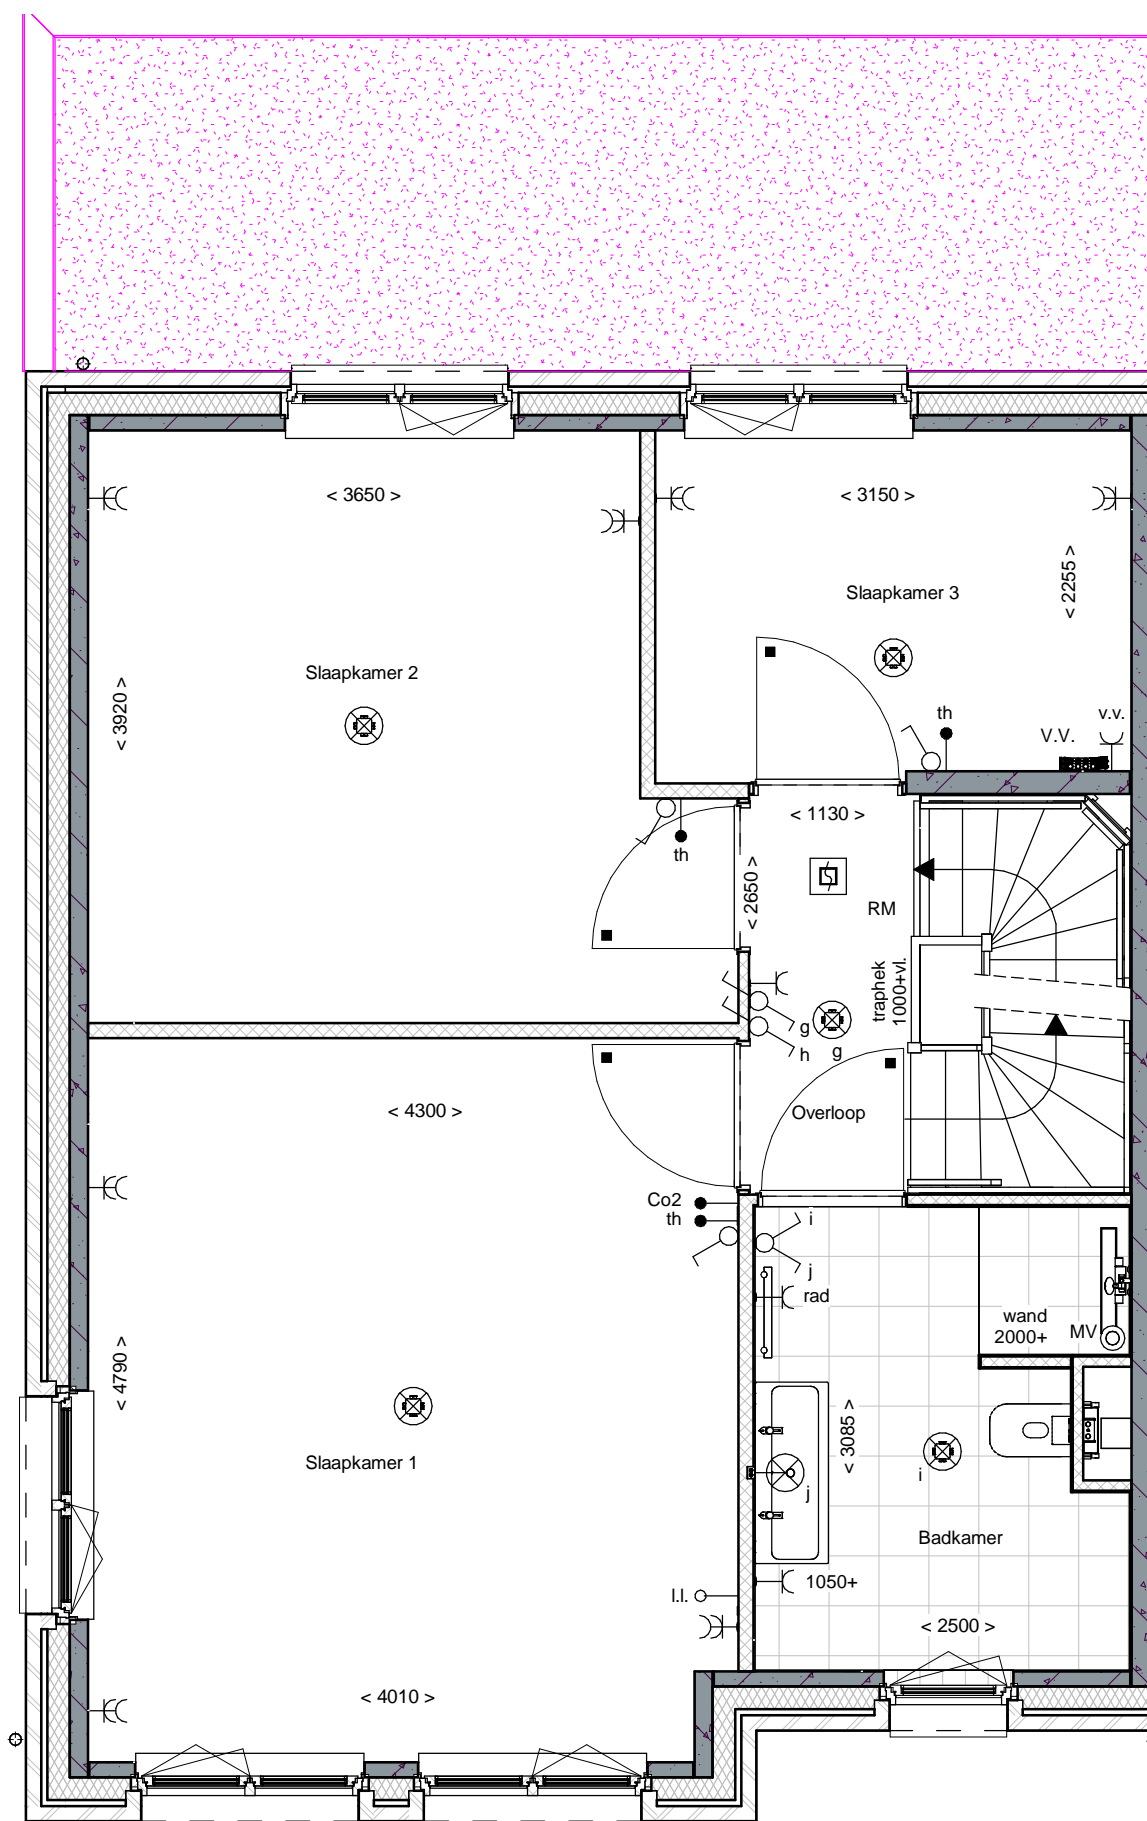 < 3650 >
< 3150 >
< 2255 >
Slaapkamer 3
Slaapkamer 2
< 3920 >
th
v.v.
V.V.
< 1130 >
th
< 2650 >
RM
traphek
1000+vl.
g
h
g
< 4300 >
Overloop
Co2
th
i
j
rad
wand
2000+
MV
< 4790 >
< 3085 >
Slaapkamer 1
i
j
Badkamer
1050+
l.l.
< 2500 >
< 4010 >